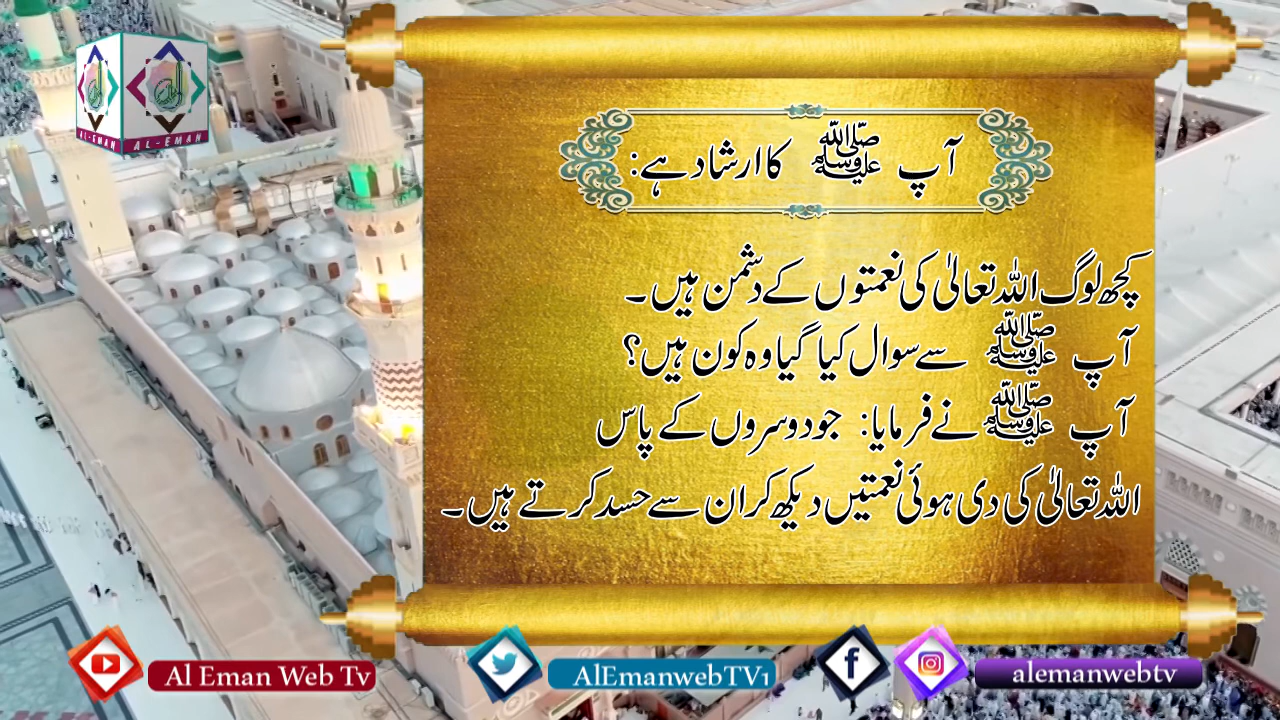 AL-EMAN AL-EMAN
آپ ﷺ کا ارشاد ہے:
کچھ لوگ اللہ تعالیٰ کی نعمتوں کے دشمن ہیں۔
آپ ﷺ سے سوال کیا گیا وہ کون ہیں؟
آپ ﷺ نے فرمایا: جو دوسروں کے پاس
اللہ تعالیٰ کی دی ہوئی نعمتیں دیکھ کر ان سے حسد کرتے ہیں۔
Al Eman Web Tv
AlEmanwebTV1
alemanwebtv